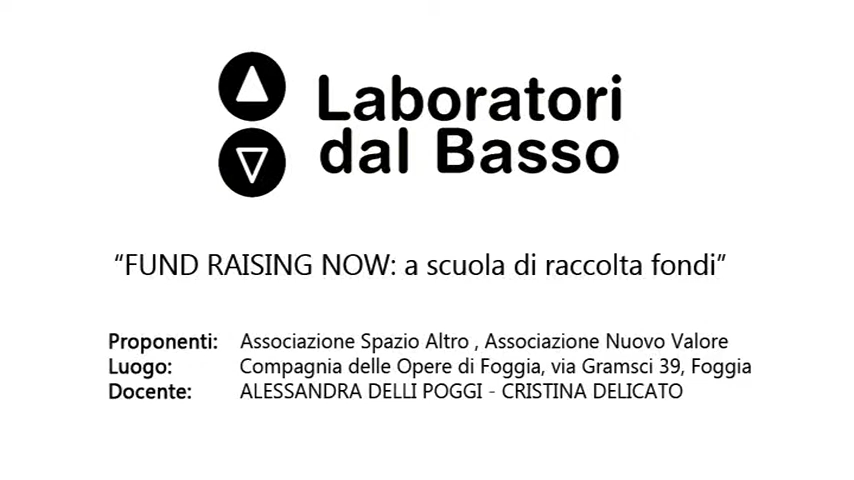 Laboratori
dal Basso
“FUND RAISING NOW: a scuola di raccolta fondi”
Proponenti: Associazione Spazio Altro , Associazione Nuovo Valore
Luogo: Compagnia delle Opere di Foggia, via Gramsci 39, Foggia
Docente: ALESSANDRA DELLI POGGI - CRISTINA DELICATO